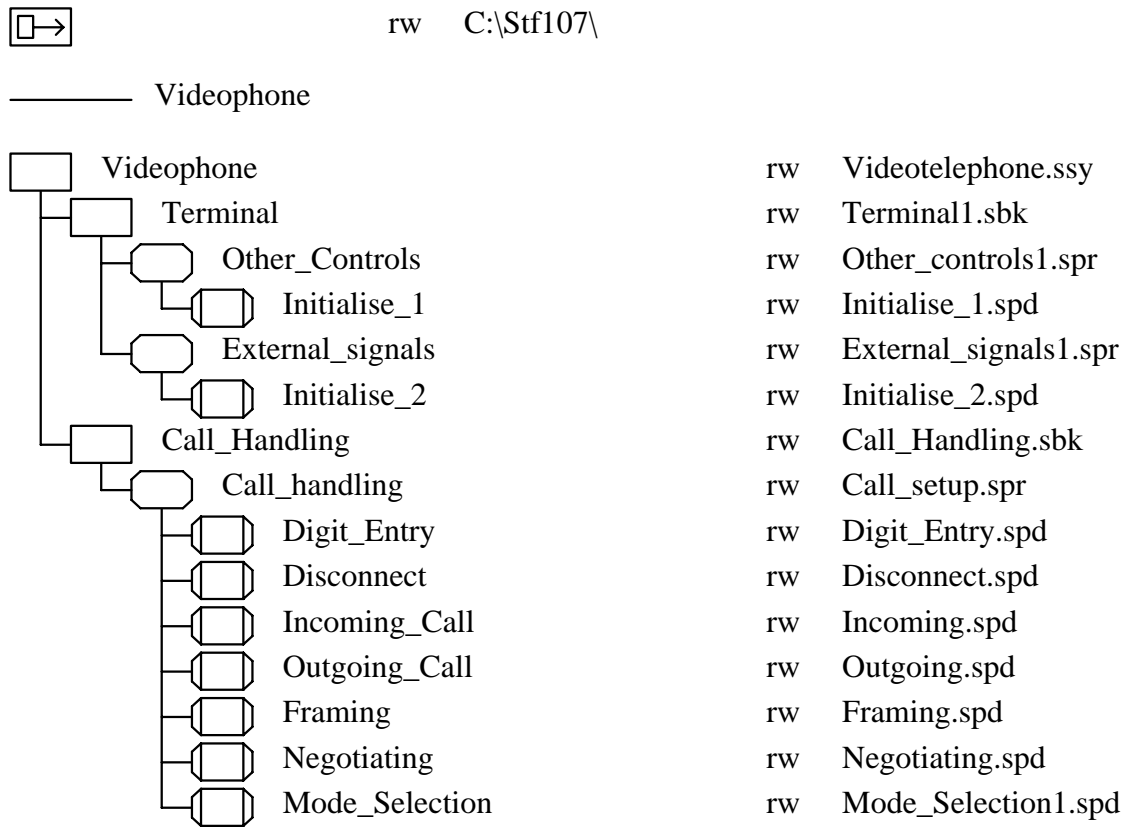 rw C:\Stf107\
Videophone
Videophone rw Videotelephone.ssy
Terminal rw Terminal1.sbk
Other_Controls rw Other_controls1.spr
Initialise_1 rw Initialise_1.spd
External_signals rw External_signals1.spr
Initialise_2 rw Initialise_2.spd
Call_Handling rw Call_Handling.sbk
Call_handling rw Call_setup.spr
Digit_Entry rw Digit_Entry.spd
Disconnect rw Disconnect.spd
Incoming_Call rw Incoming.spd
Outgoing_Call rw Outgoing.spd
Framing rw Framing.spd
Negotiating rw Negotiating.spd
Mode_Selection rw Mode_Selection1.spd